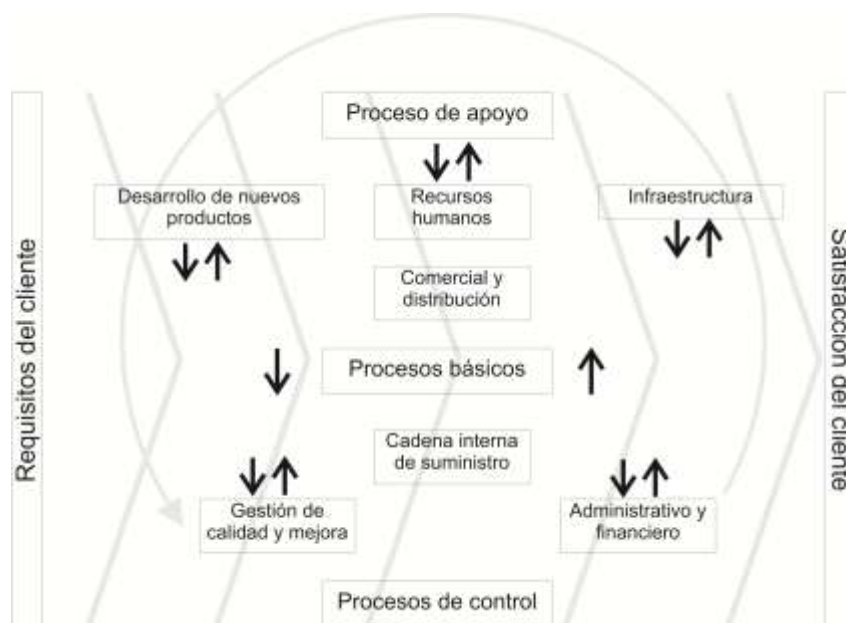 Requisitos del cliente
Proceso de apoyo
Desarrollo de nuevos
productos
Recursos
humanos
Infraestructura
Comercial y
distribución
Procesos básicos
Cadena interna
de suministro
Gestión de
calidad y mejora
Administrativo y
financiero
Procesos de control
Satisfaccion del cliente